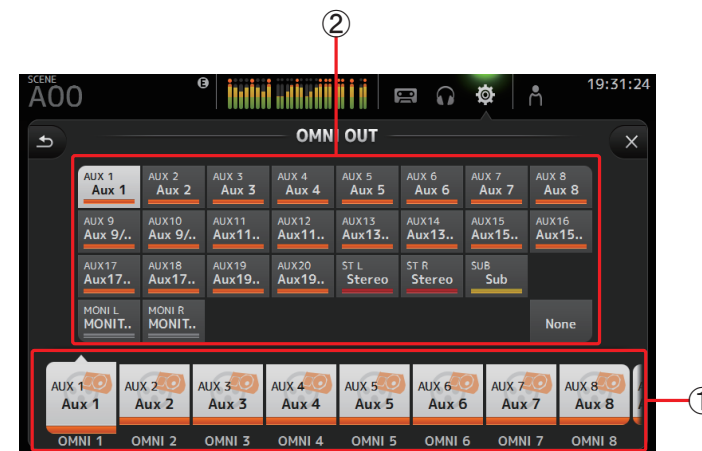 ②
SCENE
A00
E
19:31:24
OMNI OUT
AUX 1 AUX 2 AUX 3 AUX 4 AUX 5 AUX 6 AUX 7 AUX 8
Aux 1 Aux 2 Aux 3 Aux 4 Aux 5 Aux 6 Aux 7 Aux 8
AUX 9 AUX10 AUX11 AUX12 AUX13 AUX14 AUX15 AUX16
Aux 9/.. Aux 9/.. Aux11.. Aux11.. Aux13.. Aux13.. Aux15.. Aux15..
AUX17 AUX18 AUX19 AUX20 ST L ST R SUB
Aux17.. Aux17.. Aux19.. Aux19.. Stereo Stereo Sub
MONI L MONI R
MONIT.. MONIT.. None
AUX 1 AUX 2 AUX 3 AUX 4 AUX 5 AUX 6 AUX 7 AUX 8
Aux 1 Aux 2 Aux 3 Aux 4 Aux 5 Aux 6 Aux 7 Aux 8
①
OMNI 1 OMNI 2 OMNI 3 OMNI 4 OMNI 5 OMNI 6 OMNI 7 OMNI 8